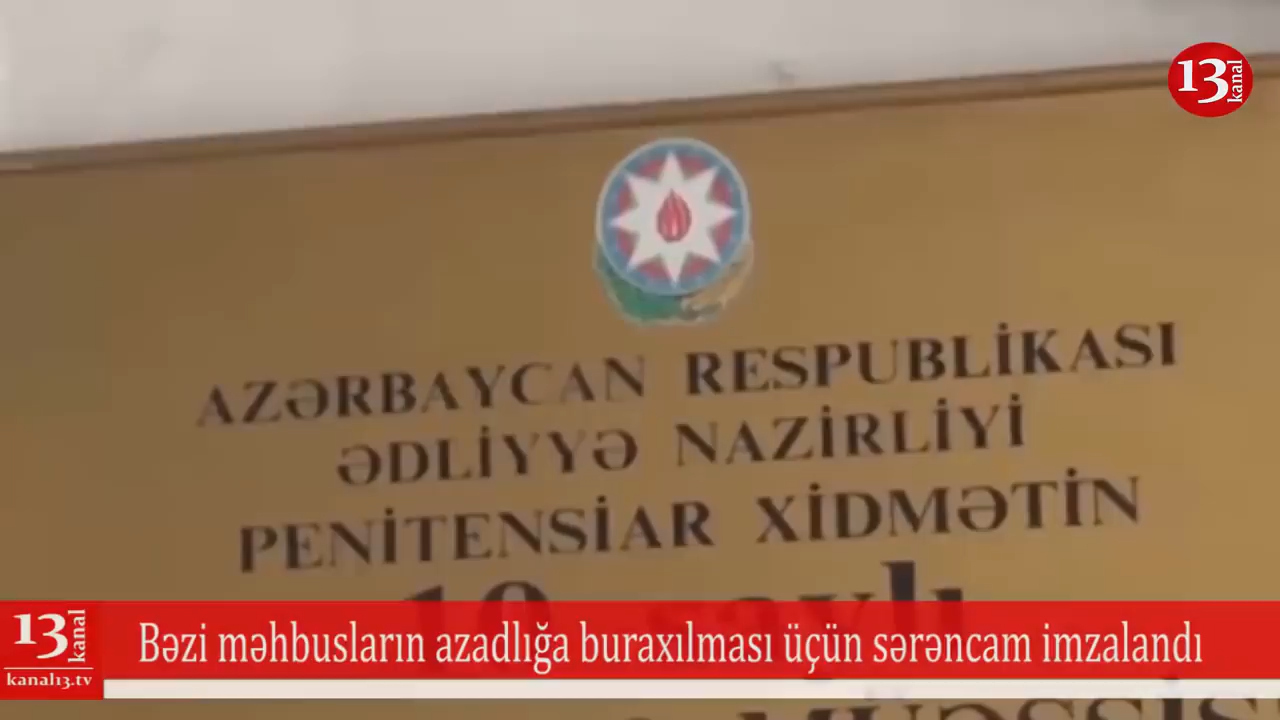 13 kanal
AZƏRBAYCAN RESPUBLİKASI
ƏDLİYYƏ NAZİRLİYİ
PENİTENSİAR XİDMƏTİN
saylı
13 kanal
kanal13.tv
Bəzi məhbusların azadlığa buraxılması üçün sərəncam imzalandı